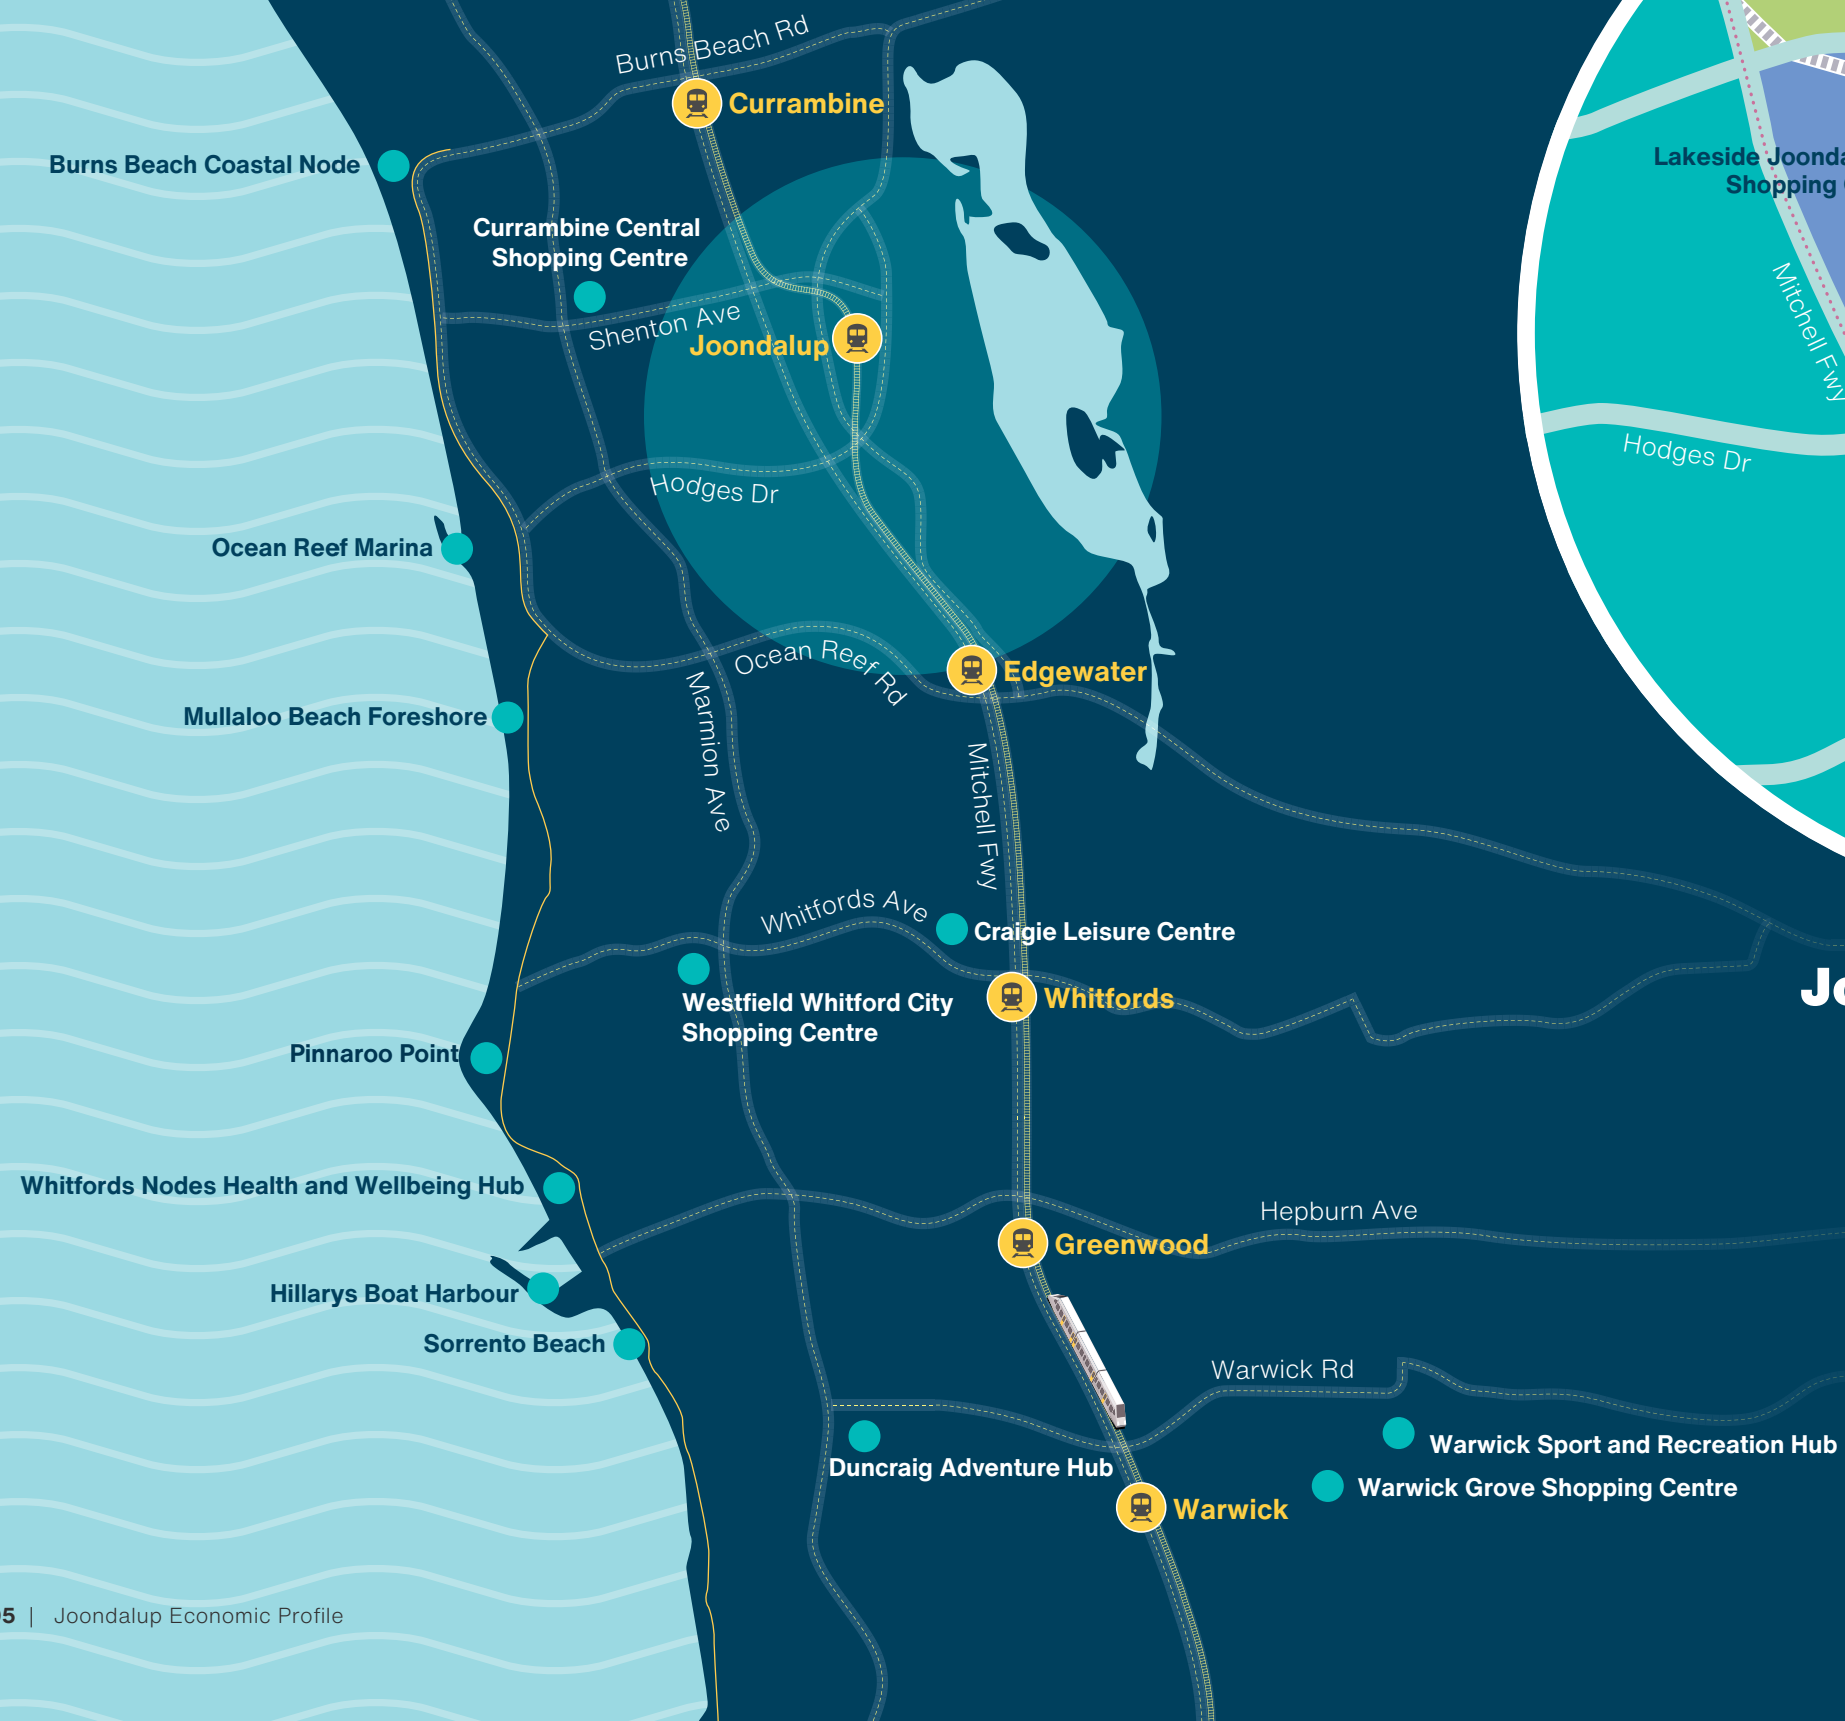 Burns Beach Rd
Currambine
Burns Beach Coastal Node
Lakeside
Shopping
Currambine Central
Shopping Centre
Mitchell Fwy
Shenton Ave
Joondalup
Hodges Dr
Hodges Dr
Ocean Reef Marina
Ocean Reef Rd
Edgewater
Marmion Ave
Mullaloo Beach Foreshore
Mitchell Fwy
Whitfords Ave
Craigie Leisure Centre
Westfield Whitford City
Shopping Centre
Whitfords
Pinnaroo Point
Whitfords Nodes Health and Wellbeing Hub
Hepburn Ave
Greenwood
Hillarys Boat Harbour
Sorrento Beach
Warwick Rd
Warwick Sport and Recreation Hub
Duncraig Adventure Hub
Warwick Grove Shopping Centre
Warwick
5 | Joondalup Economic Profile